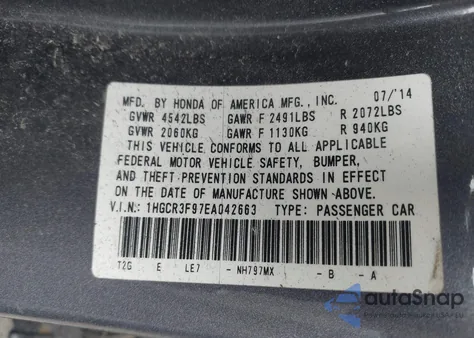 MFD. BY HONDA OF AMERICA MFG., INC. 07/'14
GVWR 4542LBS GAWR F 2491LBS R 2072LBS
GVWR 2060KG GAWR F 1130KG R 940KG
THIS VEHICLE CONFORMS TO ALL APPLICABLE
FEDERAL MOTOR VEHICLE SAFETY, BUMPER,
AND THEFT PREVENTION STANDARDS IN EFFECT
ON THE DATE OF MANUFACTURE SHOWN ABOVE.
V.I.N.: 1HGCR3F97EA042663 TYPE: PASSENGER CAR
T2G E LE7 - NH797MX - B - A
autoSnap